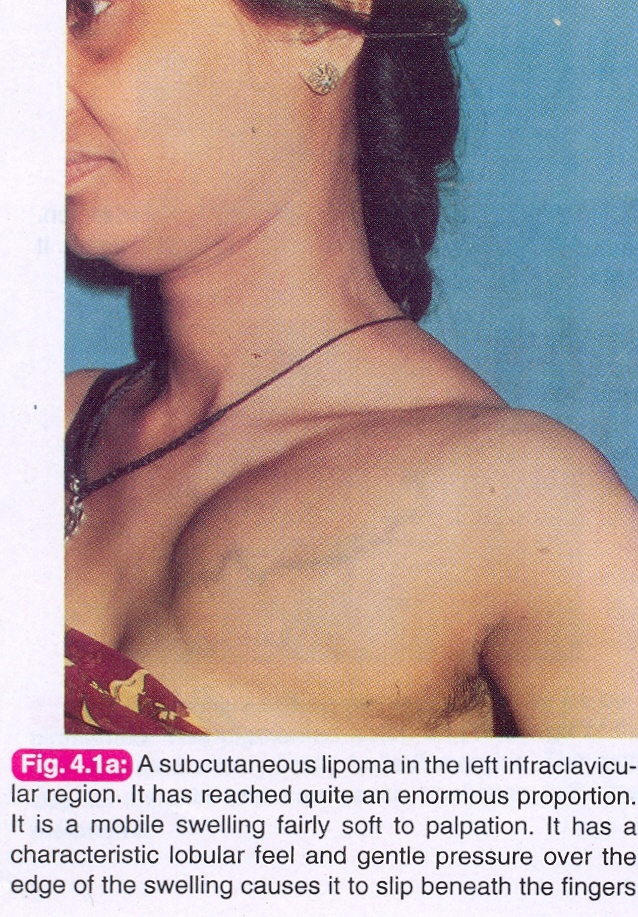 Fig. 4.1a: A subcutaneous lipoma in the left infraclavicu-
lar region. It has reached quite an enormous proportion.
It is a mobile swelling fairly soft to palpation. It has a
characteristic lobular feel and gentle pressure over the
edge of the swelling causes it to slip beneath the fingers